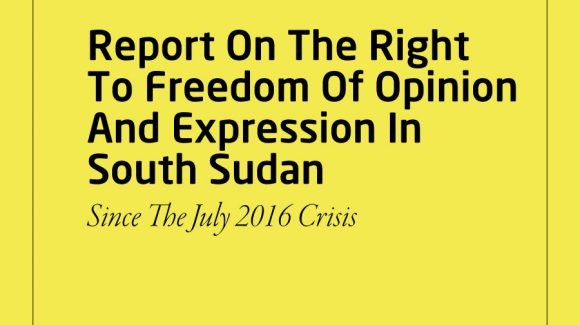 Report On The Right
To Freedom Of Opinion
And Expression In
South Sudan
Since The July 2016 Crisis